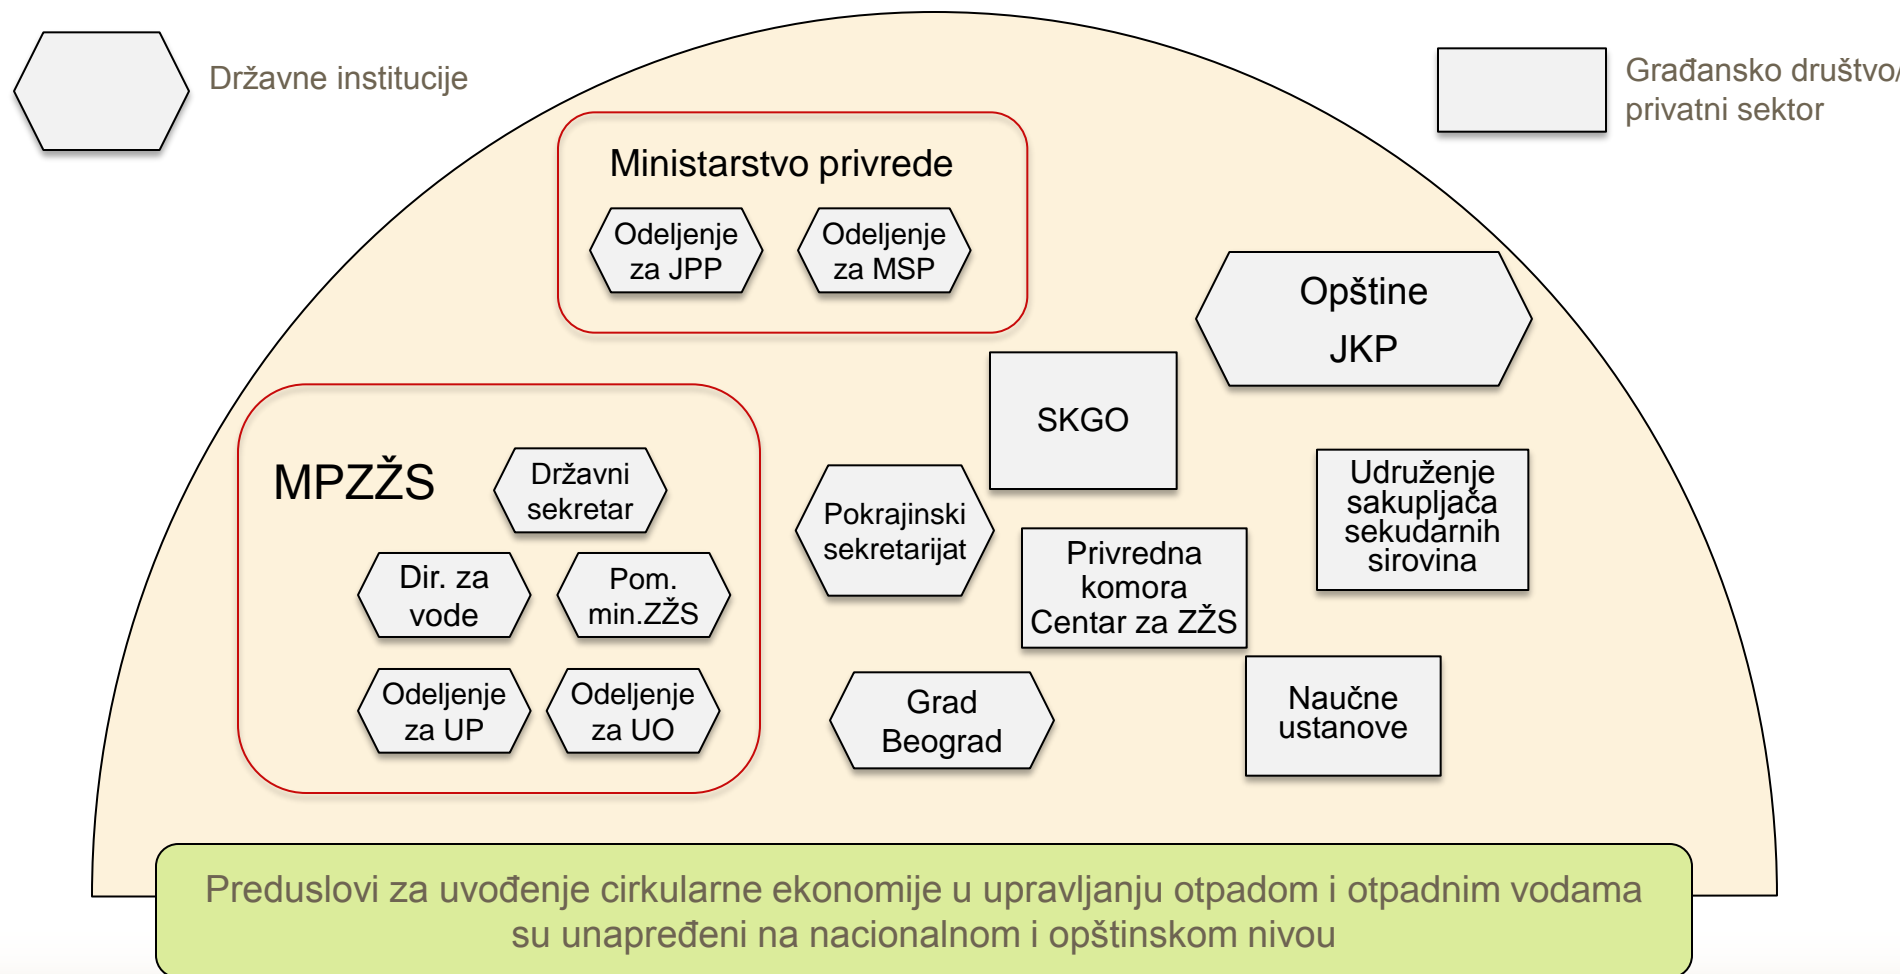 Državne institucije
Građansko društvo/
privatni sektor
Ministarstvo privrede
Odeljenje
za JPP
Odeljenje
za MSP
Opštine
JKP
SKGO
MPZŽS
Državni
sekretar
Dir. za
vode
Pom.
min.ZŽS
Odeljenje
za UP
Odeljenje
za UO
Pokrajinski
sekretarijat
Privredna
komora
Centar za ZŽS
Udruženje
sakupljača
sekudarnih
sirovina
Grad
Beograd
Naučne
ustanove
Preduslovi za uvođenje cirkularne ekonomije u upravljanju otpadom i otpadnim vodama
su unapređeni na nacionalnom i opštinskom nivou